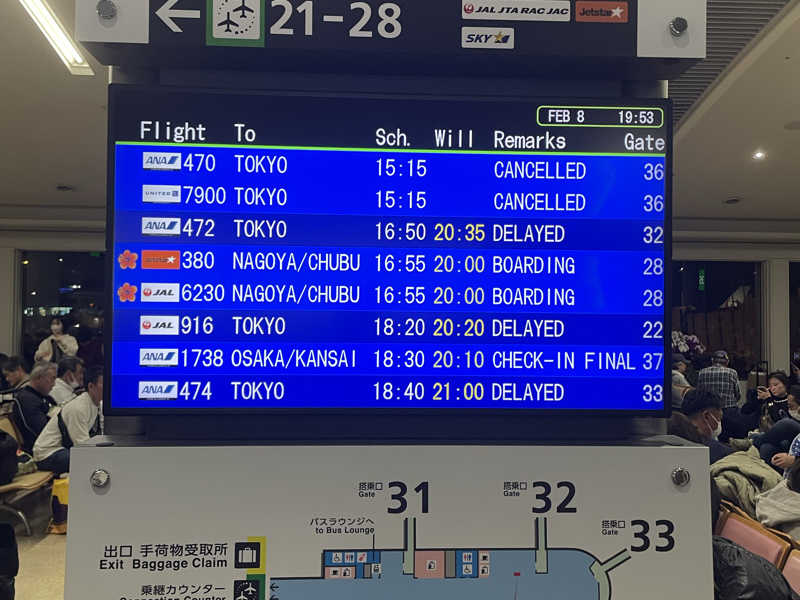 21-28
JAL JTA RAC JAC Jetstar
SKY
FEB 8 19:53
Flight To Sch. Will Remarks Gate
ANA 470 TOKYO 15:15 CANCELLED 36
UNITED 7900 TOKYO 15:15 CANCELLED 36
ANA 472 TOKYO 16:50 20:35 DELAYED 32
380 NAGOYA/CHUBU 16:55 20:00 BOARDING 28
JAL 6230 NAGOYA/CHUBU 16:55 20:00 BOARDING 28
JAL 916 TOKYO 18:20 20:20 DELAYED 22
ANA 1738 OSAKA/KANSAI 18:30 20:10 CHECK-IN FINAL 37
ANA 474 TOKYO 18:40 21:00 DELAYED 33
搭乗口 Gate 31
搭乗口 Gate 32
搭乗口 Gate 33
バスラウンジへ
to Bus Lounge
出口 手荷物受取所
Exit Baggage Claim
乗継カウンター
Connection Counter